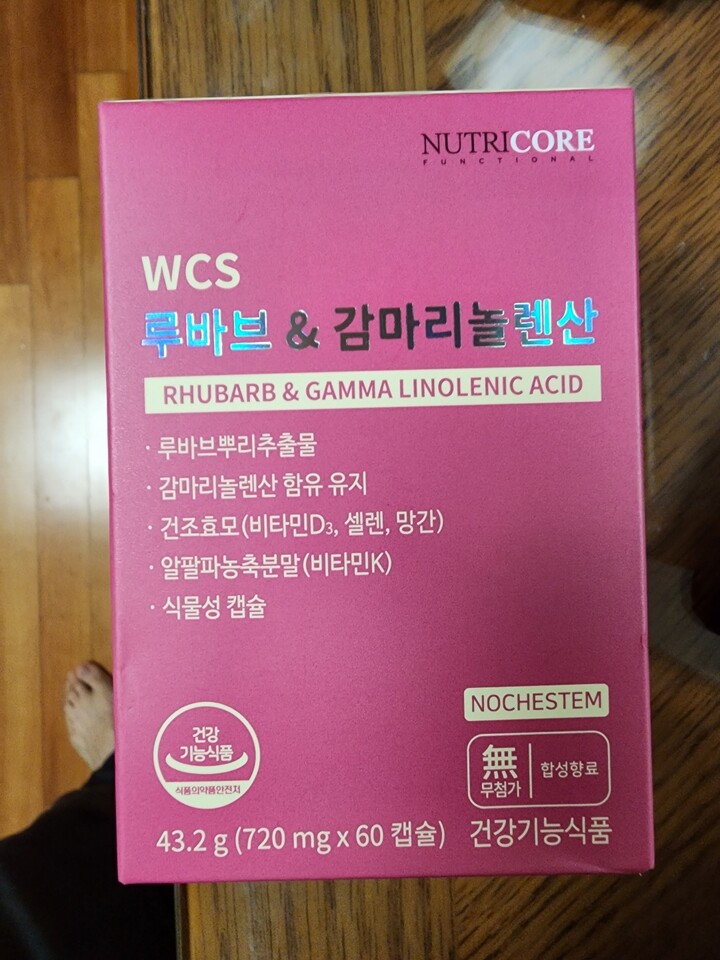 NUTRICORE
FUNCTIONAL
WCS
루바브 & 감마리놀렌산
RHUBARB & GAMMA LINOLENIC ACID
· 루바브뿌리추출물
· 감마리놀렌산 함유 유지
· 건조효모(비타민D₃, 셀렌, 망간)
· 알팔파농축분말(비타민K)
· 식물성 캡슐
NOCHESTEM
건강
기능식품
식품의약품안전처
無
무첨가
합성향료
43.2 g (720 mg x 60 캡슐)
건강기능식품